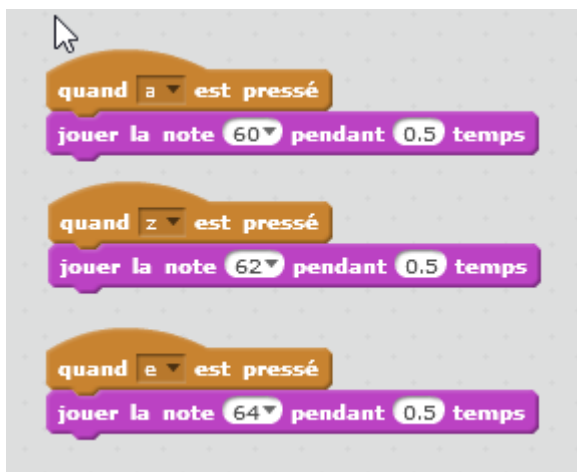 quand a est pressé
jouer la note 60 pendant 0.5 temps
quand z est pressé
jouer la note 62 pendant 0.5 temps
quand e est pressé
jouer la note 64 pendant 0.5 temps